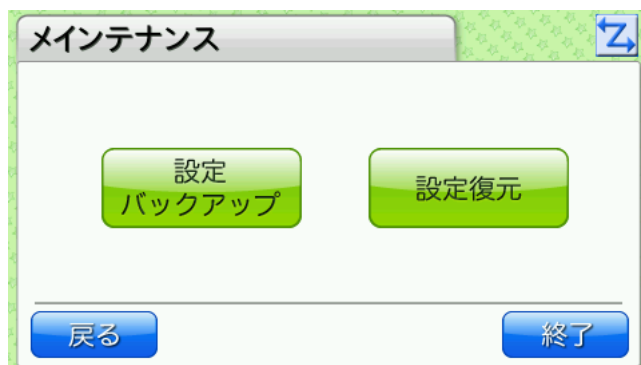 メインテナンス
設定
バックアップ
設定復元
戻る
終了